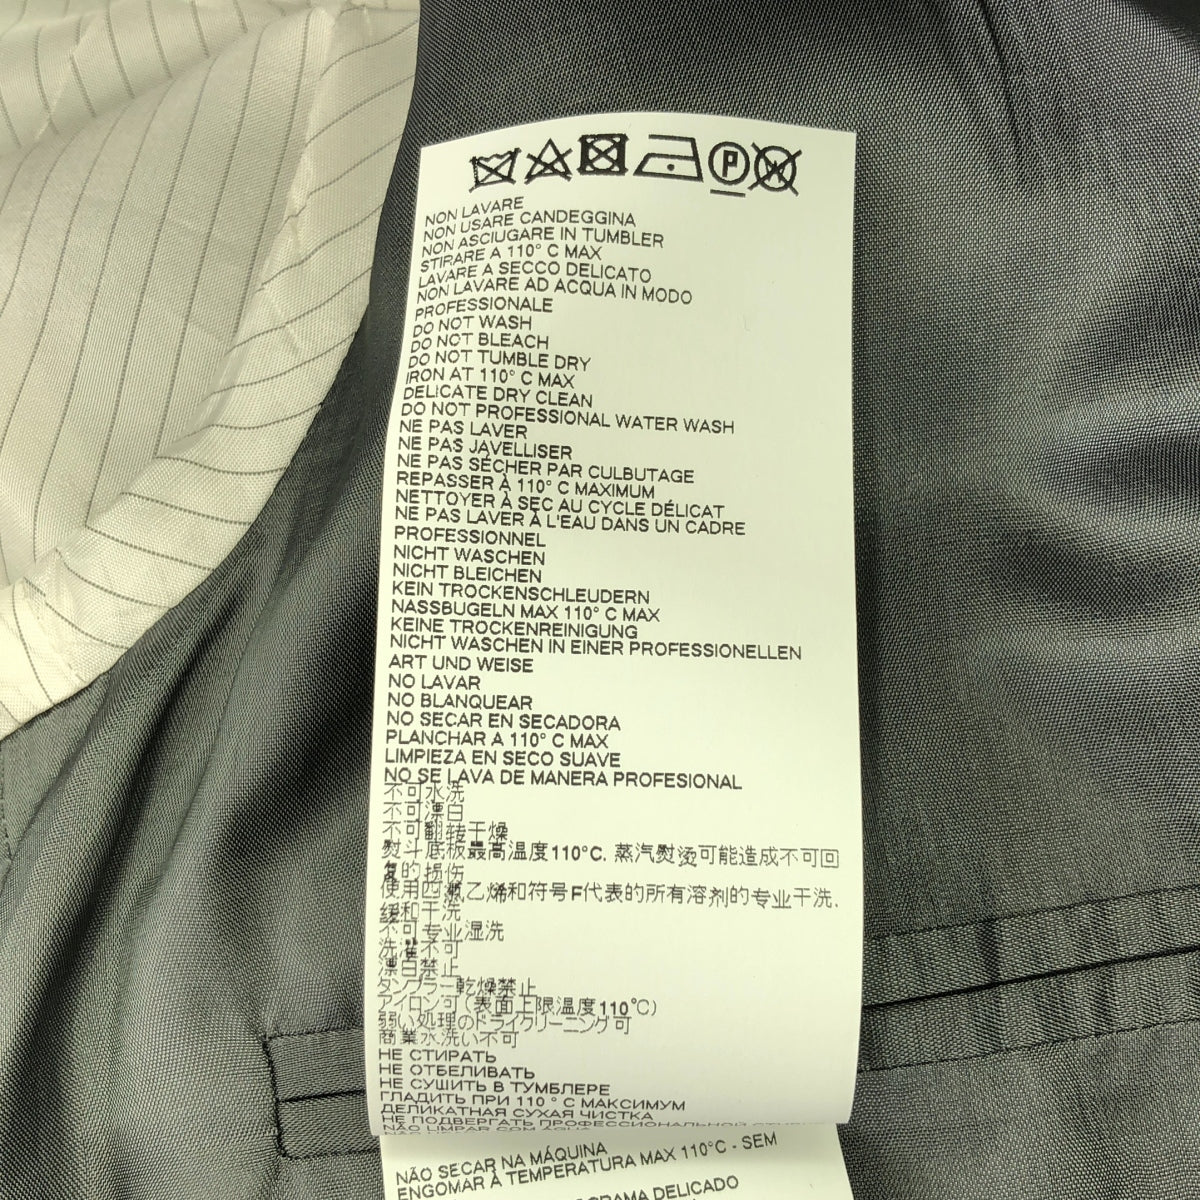 P
W
NON LAVARE
NON USARE CANDEGGINA
NON ASCIUGARE IN TUMBLER
STIRARE A 110° C MAX
LAVARE A SECCO DELICATO
NON LAVARE AD ACQUA IN MODO
PROFESSIONALE
DO NOT WASH
DO NOT BLEACH
DO NOT TUMBLE DRY
IRON AT 110° C MAX
DELICATE DRY CLEAN
DO NOT PROFESSIONAL WATER WASH
NE PAS LAVER
NE PAS JAVELLISER
NE PAS SÉCHER PAR CULBUTAGE
REPASSER À 110° C MAXIMUM
NETTOYER À SEC AU CYCLE DÉLICAT
NE PAS LAVER À L'EAU DANS UN CADRE
PROFESSIONNEL
NICHT WASCHEN
NICHT BLEICHEN
KEIN TROCKENSCHLEUDERN
NASSBUGELN MAX 110° C MAX
KEINE TROCKENREINIGUNG
NICHT WASCHEN IN EINER PROFESSIONELLEN
ART UND WEISE
NO LAVAR
NO BLANQUEAR
NO SECAR EN SECADORA
PLANCHAR A 110° C MAX
LIMPIEZA EN SECO SUAVE
NO SE LAVA DE MANERA PROFESIONAL
不可水洗
不可漂白
不可翻转干燥
熨斗底板最高温度110°C, 蒸汽熨烫可能造成不可回
复的损伤
使用四氯乙烯和符号F代表的所有溶剂的专业干洗,
缓和干洗
不可专业湿洗
洗濯不可
漂白禁止
タンブラー乾燥禁止
アイロン可(表面上限温度110℃)
弱い処理のドライクリーニング可
商業水洗い不可
НЕ СТИРАТЬ
НЕ ОТБЕЛИВАТЬ
НЕ СУШИТЬ В ТУМБЛЕРЕ
ГЛАДИТЬ ПРИ 110 ° С МАКСИМУМ
ДЕЛИКАТНАЯ СУХАЯ ЧИСТКА
НЕ ПОДВЕРГАТЬ ПРОФЕССИОНАЛЬНОЙ
NÃO LIMPAR COM ÁGUA
NÃO SECAR NA MÁQUINA
ENGOMAR À TEMPERATURA MAX 110°C - SEM
DELICADO